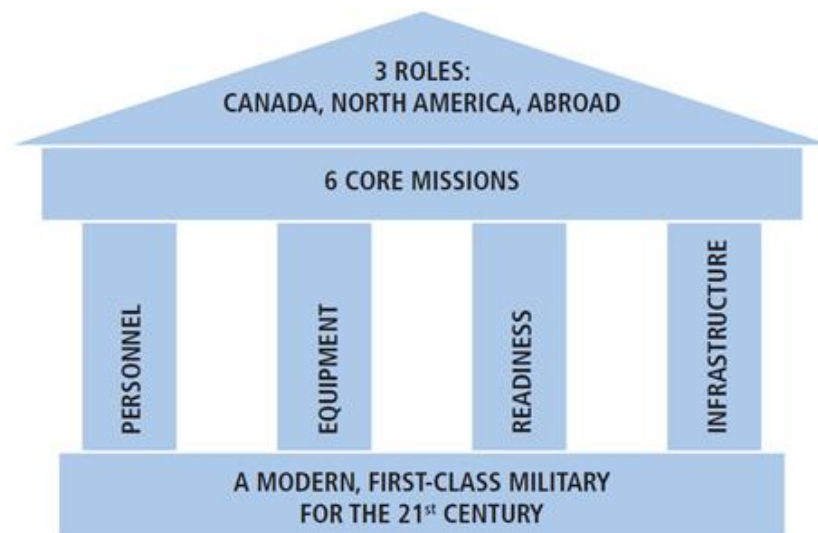 3 ROLES:
CANADA, NORTH AMERICA, ABROAD
6 CORE MISSIONS
PERSONNEL
EQUIPMENT
READINESS
INFRASTRUCTURE
A MODERN, FIRST-CLASS MILITARY
FOR THE 21st CENTURY